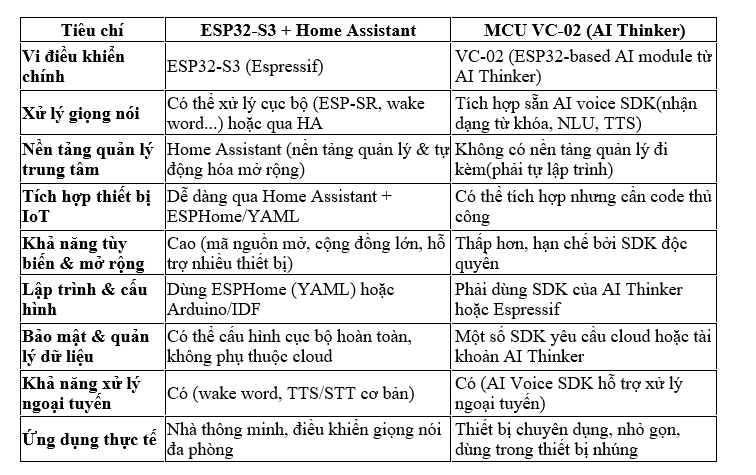 Tiêu chí ESP32-S3 + Home Assistant MCU VC-02 (AI Thinker)
Vi điều khiển chính ESP32-S3 (Espressif) VC-02 (ESP32-based AI module từ AI Thinker)
Xử lý giọng nói Có thể xử lý cục bộ (ESP-SR, wake word...) hoặc qua HA Tích hợp sẵn AI voice SDK(nhận dạng từ khóa, NLU, TTS)
Nền tảng quản lý trung tâm Home Assistant (nền tảng quản lý & tự động hóa mở rộng) Không có nền tảng quản lý đi kèm(phải tự lập trình)
Tích hợp thiết bị IoT Dễ dàng qua Home Assistant + ESPHome/YAML Có thể tích hợp nhưng cần code thủ công
Khả năng tùy biến & mở rộng Cao (mã nguồn mở, cộng đồng lớn, hỗ trợ nhiều thiết bị) Thấp hơn, hạn chế bởi SDK độc quyền
Lập trình & cấu hình Dùng ESPHome (YAML) hoặc Arduino/IDF Phải dùng SDK của AI Thinker hoặc Espressif
Bảo mật & quản lý dữ liệu Có thể cấu hình cục bộ hoàn toàn, không phụ thuộc cloud Một số SDK yêu cầu cloud hoặc tài khoản AI Thinker
Khả năng xử lý ngoại tuyến Có (wake word, TTS/STT cơ bản) Có (AI Voice SDK hỗ trợ xử lý ngoại tuyến)
Ứng dụng thực tế Nhà thông minh, điều khiển giọng nói đa phòng Thiết bị chuyên dụng, nhỏ gọn, dùng trong thiết bị nhúng